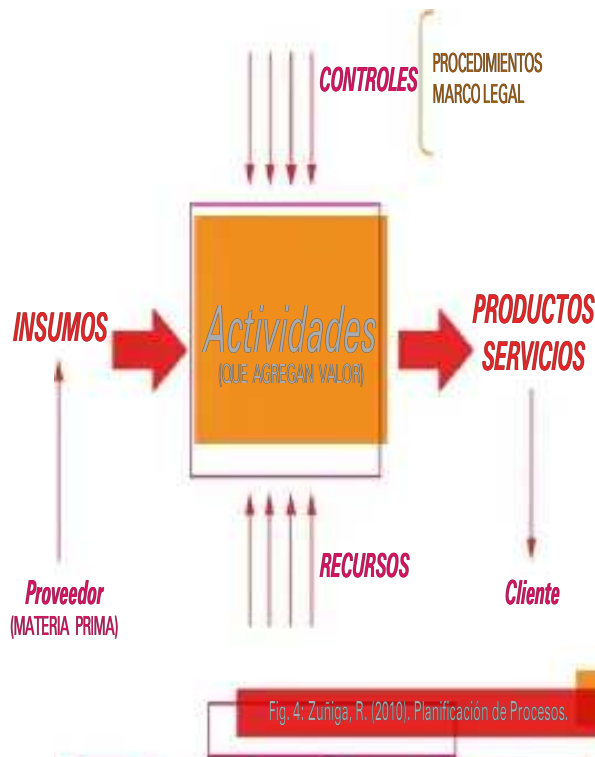 CONTROLES
PROCEDIMIENTOS
MARCO LEGAL
INSUMOS
Actividades
(QUE AGREGAN VALOR)
PRODUCTOS
SERVICIOS
RECURSOS
Proveedor
(MATERIA PRIMA)
Cliente
Fig. 4: Zuñiga, R. (2010). Planificación de Procesos.